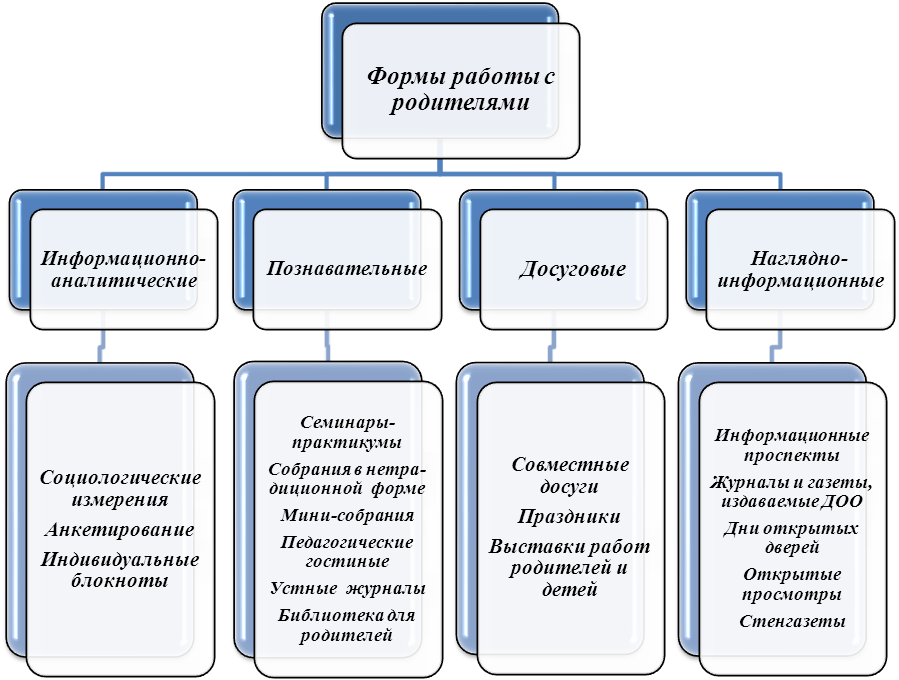 Формы работы с
родителями
Информационно-
аналитические
Познавательные
Досуговые
Наглядно-
информационные
Социологические
измерения
Анкетирование
Индивидуальные
блокноты
Семинары-
практикумы
Собрания в нетра-
диционной форме
Мини-собрания
Педагогические
гостиные
Устные журналы
Библиотека для
родителей
Совместные
досуги
Праздники
Выставки работ
родителей и
детей
Информационные
проспекты
Журналы и газеты,
издаваемые ДОО
Дни открытых
дверей
Открытые
просмотры
Стенгазеты